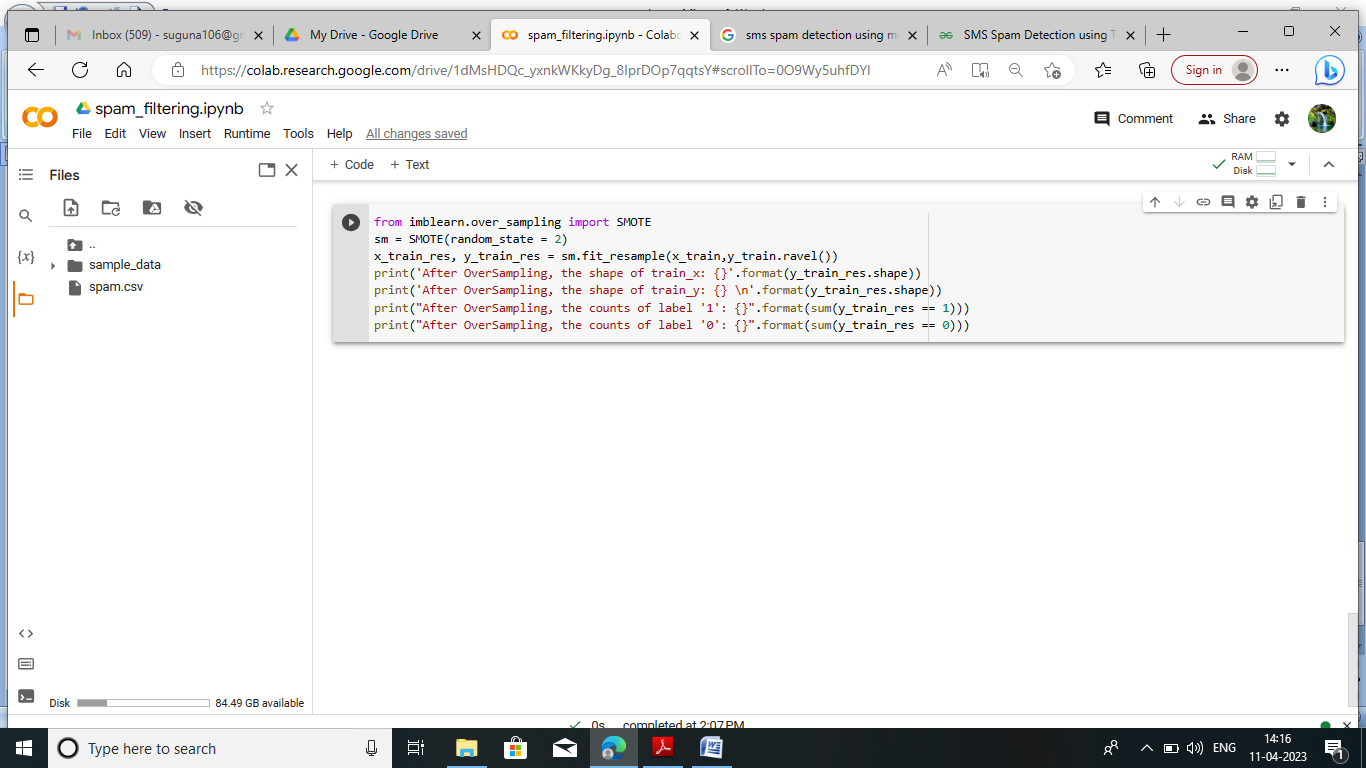 Inbox (509) - suguna106@gm
My Drive - Google Drive
spam_filtering.ipynb - Colab
sms spam detection using m
SMS Spam Detection using T
https://colab.research.google.com/drive/1dMsHDQc_yxnkWKkyDg_8IprDOp7qqtsY#scrollTo=0O9Wy5uhfDYI
Sign in
spam_filtering.ipynb
File Edit View Insert Runtime Tools Help All changes saved
Comment
Share
Files
+ Code + Text
RAM
Disk
..
sample_data
spam.csv
{x}
from imblearn.over_sampling import SMOTE
sm = SMOTE(random_state = 2)
x_train_res, y_train_res = sm.fit_resample(x_train,y_train.ravel())
print('After OverSampling, the shape of train_x: {}'.format(y_train_res.shape))
print('After OverSampling, the shape of train_y: {} \n'.format(y_train_res.shape))
print("After OverSampling, the counts of label '1': {}".format(sum(y_train_res == 1)))
print("After OverSampling, the counts of label '0': {}".format(sum(y_train_res == 0)))
Disk 84.49 GB available
0s completed at 2:07 PM
Type here to search
ENG
14:16
11-04-2023
1